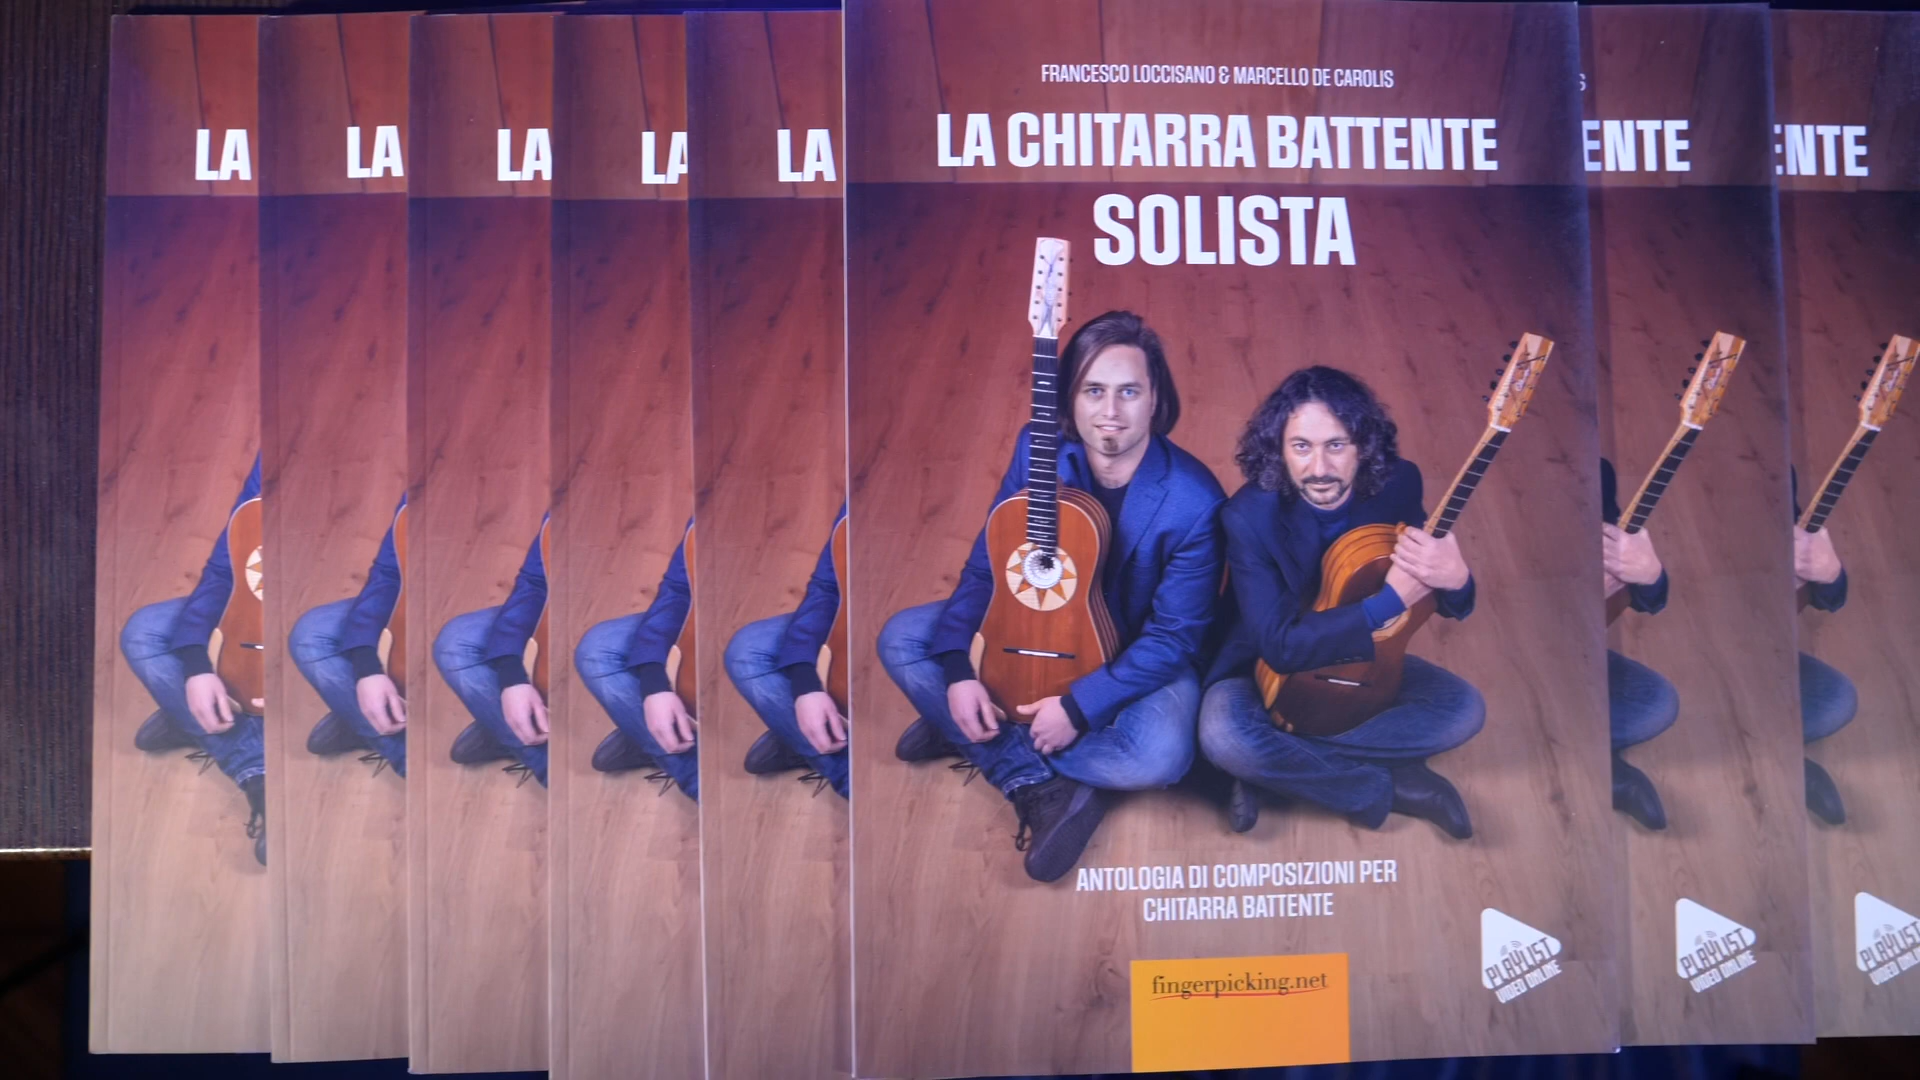 FRANCESCO LOCCISANO & MARCELLO DE CAROLIS
LA LA LA LA LA LA CHITARRA BATTENTE ENTE ENTE
SOLISTA
ANTOLOGIA DI COMPOSIZIONI PER
CHITARRA BATTENTE
fingerpicking.net
PLAYLIST
VIDEO ONLINE
PLAYLIST
VIDEO ONLINE
PLAYLIST